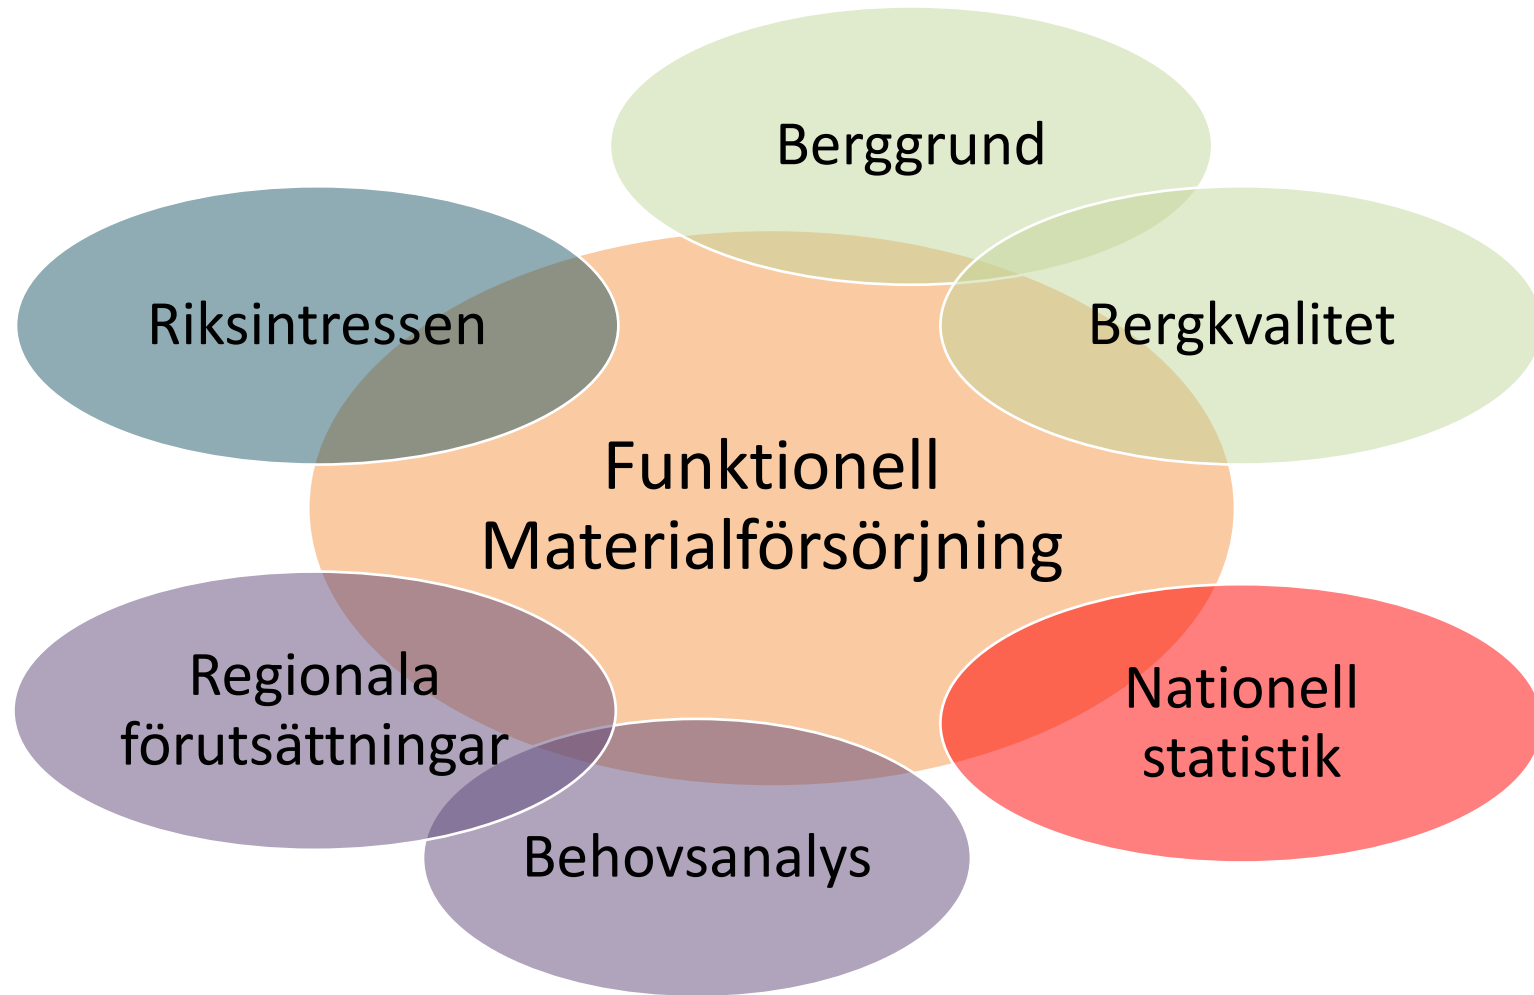 Berggrund
Riksintressen
Bergkvalitet
Funktionell
Materialförsörjning
Regionala
förutsättningar
Nationell
statistik
Behovsanalys